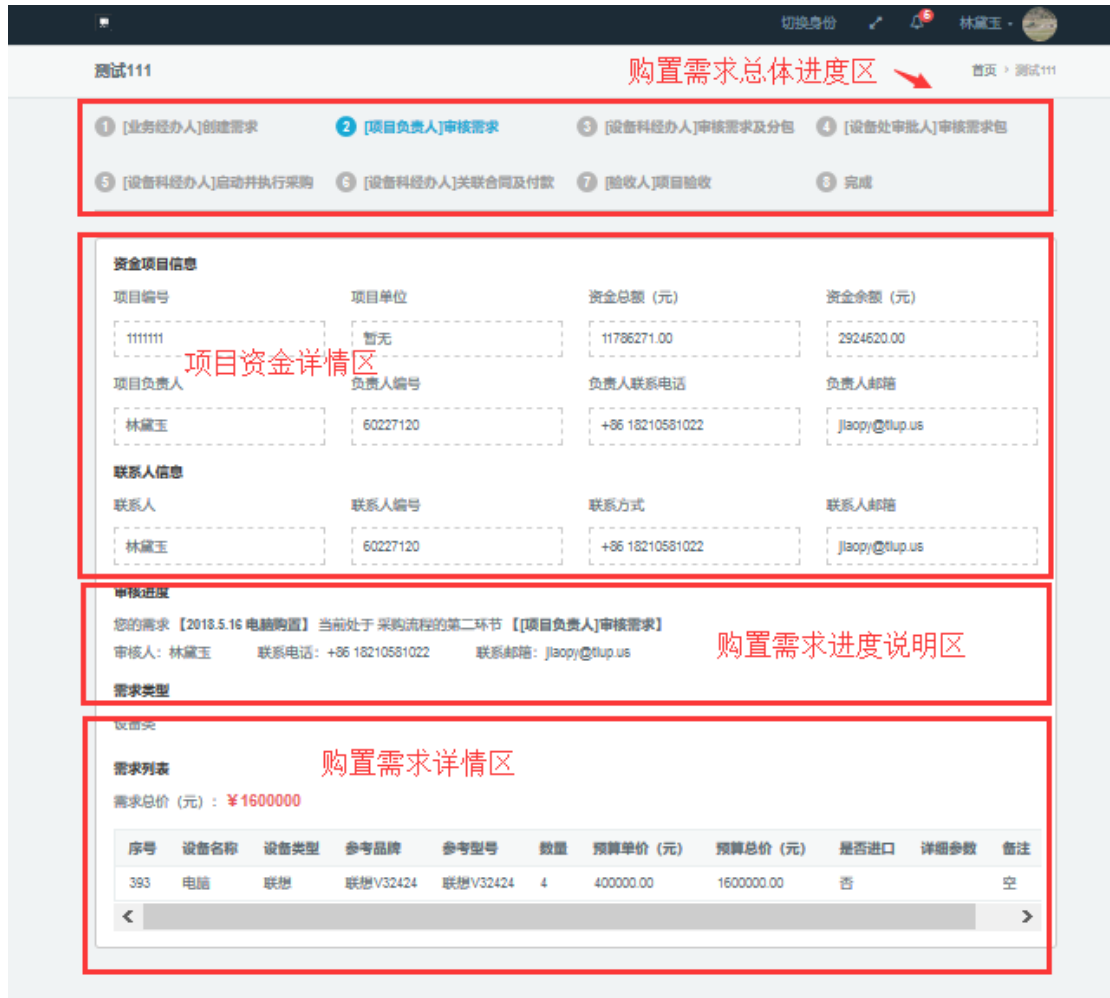 切换身份 6 林黛玉
测试111 购置需求总体进度区 首页 > 测试111
1 [业务经办人]创建需求 2 [项目负责人]审核需求 3 [设备科经办人]审核需求及分包 4 [设备处审批人]审核需求包
5 [设备科经办人]启动并执行采购 6 [设备科经办人]关联合同及付款 7 [验收人]项目验收 8 完成
资金项目信息
项目编号 项目单位 资金总额（元） 资金余额（元）
1111111 暂无 11786271.00 2924620.00
项目资金详情区
项目负责人 负责人编号 负责人联系电话 负责人邮箱
林黛玉 60227120 +86 18210581022 jiaopy@tiup.us
联系人信息
联系人 联系人编号 联系方式 联系人邮箱
林黛玉 60227120 +86 18210581022 jiaopy@tiup.us
审核进度
您的需求【2018.5.16 电脑购置】当前处于 采购流程的第二环节【[项目负责人]审核需求】
购置需求进度说明区
审核人：林黛玉 联系电话：+86 18210581022 联系邮箱：jiaopy@tiup.us
需求类型
设备类
购置需求详情区
需求列表
需求总价（元）：￥1600000
序号 设备名称 设备类型 参考品牌 参考型号 数量 预算单价（元） 预算总价（元） 是否进口 详细参数 备注
393 电脑 联想 联想V32424 联想V32424 4 400000.00 1600000.00 否 空